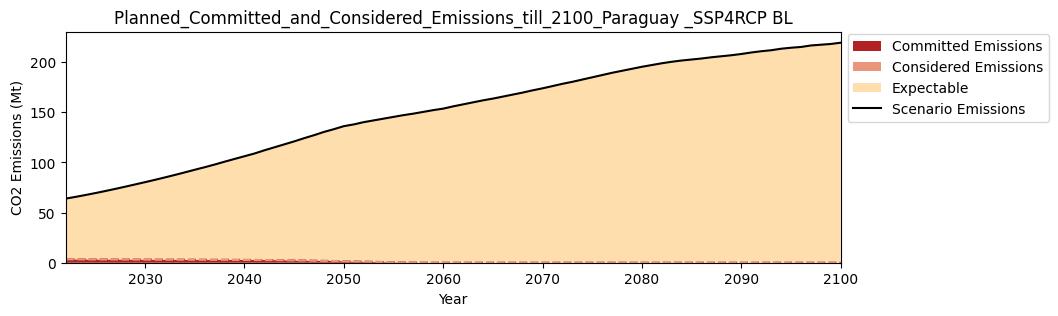 Planned_Committed_and_Considered_Emissions_till_2100_Paraguay _SSP4RCP BL
Committed Emissions
Considered Emissions
Expectable
Scenario Emissions
CO2 Emissions (Mt)
200
150
100
50
0
2030 2040 2050 2060 2070 2080 2090 2100
Year